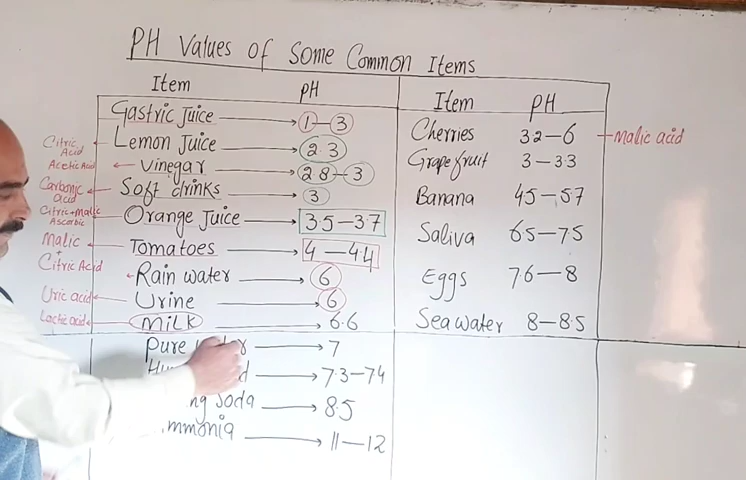 PH Values of Some Common Items
Item pH
Gastric Juice → 1–3
Citric Acid ← Lemon Juice → 2.3
Acetic Acid ← Vinegar → 2.8–3
Carbonic acid ← Soft drinks → 3
Citric+Malic Ascorbic Orange Juice → 3.5–3.7
Malic + Citric Acid ← Tomatoes → 4–4.4
← Rain water → 6
Uric acid ← Urine → 6
Lactic acid ← Milk → 6.6
Pure → 7
→ 7.3–7.4
Soda → 8.5
mmonia → 11–12
Item PH
Cherries 3.2–6 – Malic acid
Grapefruit 3–3.3
Banana 4.5–5.7
Saliva 6.5–7.5
Eggs 7.6–8
Sea water 8–8.5